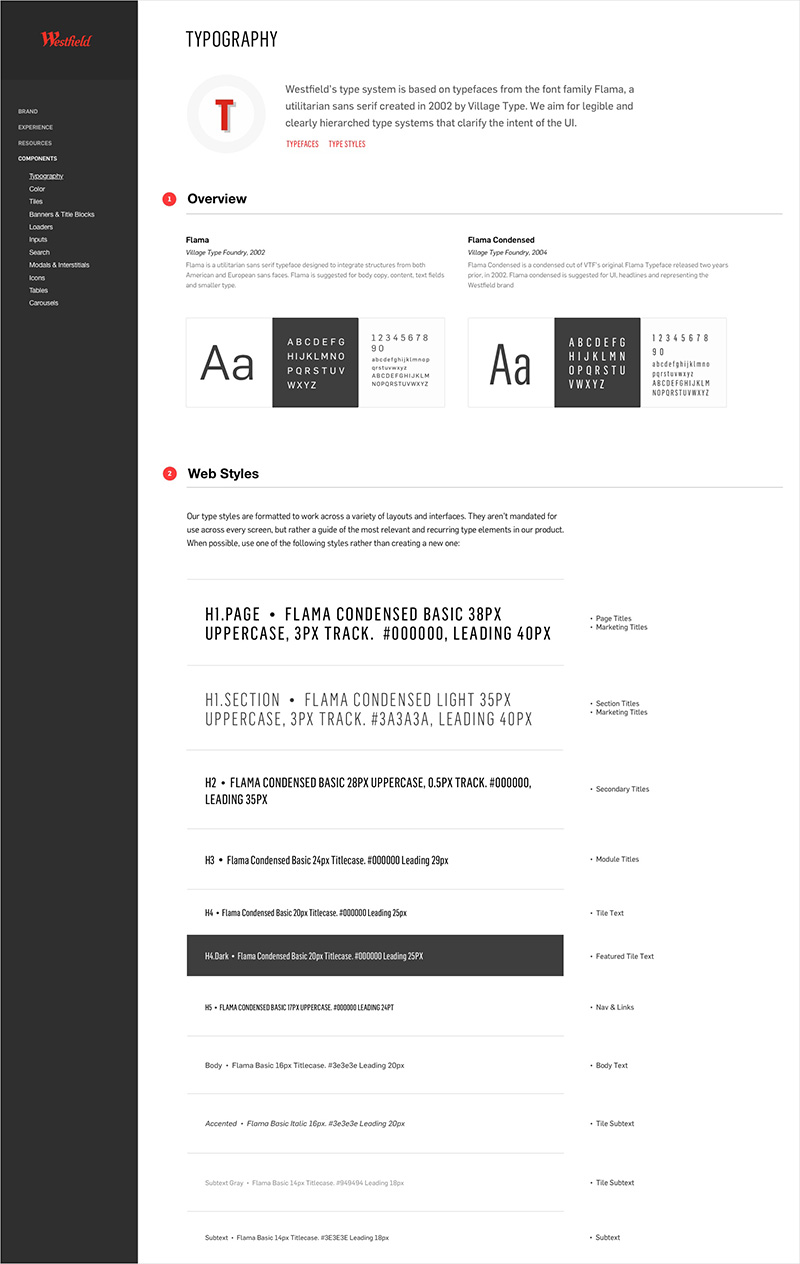 Westfield
BRAND
EXPERIENCE
RESOURCES
COMPONENTS
Typography
Color
Tiles
Banners & Title Blocks
Loaders
Inputs
Search
Modals & Interstitials
Icons
Tables
Carousels
TYPOGRAPHY
T
Westfield's type system is based on typefaces from the font family Flama, a
utilitarian sans serif created in 2002 by Village Type. We aim for legible and
clearly hierarched type systems that clarify the intent of the UI.
TYPEFACES TYPE STYLES
1 Overview
Flama
Village Type Foundry, 2002
Flama is a utilitarian sans serif typeface designed to integrate structures from both
American and European sans faces. Flama is suggested for body copy, content, text fields
and smaller type.
Aa
ABCDEFG
HIJKLMNO
PQRSTUV
WXYZ
12345678
90
abcdefghijklmnop
qrstuvwxyz
ABCDEFGHIJKLM
NOPQRSTUVWXYZ
Flama Condensed
Village Type Foundry, 2004
Flama Condensed is a condensed cut of VTF's original Flama Typeface released two years
prior, in 2002. Flama condensed is suggested for UI, headlines and representing the
Westfield brand
Aa
ABCDEFG
HIJKLMN
OPQRSTU
VWXYZ
12345678
90
abcdefghijklmno
pqrstuvwxyz
ABCDEFGHIJKLM
NOPQRSTUVWXYZ
2 Web Styles
Our type styles are formatted to work across a variety of layouts and interfaces. They aren't mandated for
use across every screen, but rather a guide of the most relevant and recurring type elements in our product.
When possible, use one of the following styles rather than creating a new one:
H1.PAGE • FLAMA CONDENSED BASIC 38PX
UPPERCASE, 3PX TRACK. #000000, LEADING 40PX
• Page Titles
• Marketing Titles
H1.SECTION • FLAMA CONDENSED LIGHT 35PX
UPPERCASE, 3PX TRACK. #3A3A3A, LEADING 40PX
• Section Titles
• Marketing Titles
H2 • FLAMA CONDENSED BASIC 28PX UPPERCASE, 0.5PX TRACK. #000000,
LEADING 35PX
• Secondary Titles
H3 • Flama Condensed Basic 24px Titlecase. #000000 Leading 29px
• Module Titles
H4 • Flama Condensed Basic 20px Titlecase. #000000 Leading 25px
• Tile Text
H4.Dark • Flama Condensed Basic 20px Titlecase. #000000 Leading 25PX
• Featured Tile Text
H5 • FLAMA CONDENSED BASIC 17PX UPPERCASE. #000000 LEADING 24PT
• Nav & Links
Body • Flama Basic 16px Titlecase. #3e3e3e Leading 20px
• Body Text
Accented • Flama Basic Italic 16px. #3e3e3e Leading 20px
• Tile Subtext
Subtext Gray • Flama Basic 14px Titlecase. #949494 Leading 18px
• Tile Subtext
Subtext • Flama Basic 14px Titlecase. #3E3E3E Leading 18px
• Subtext